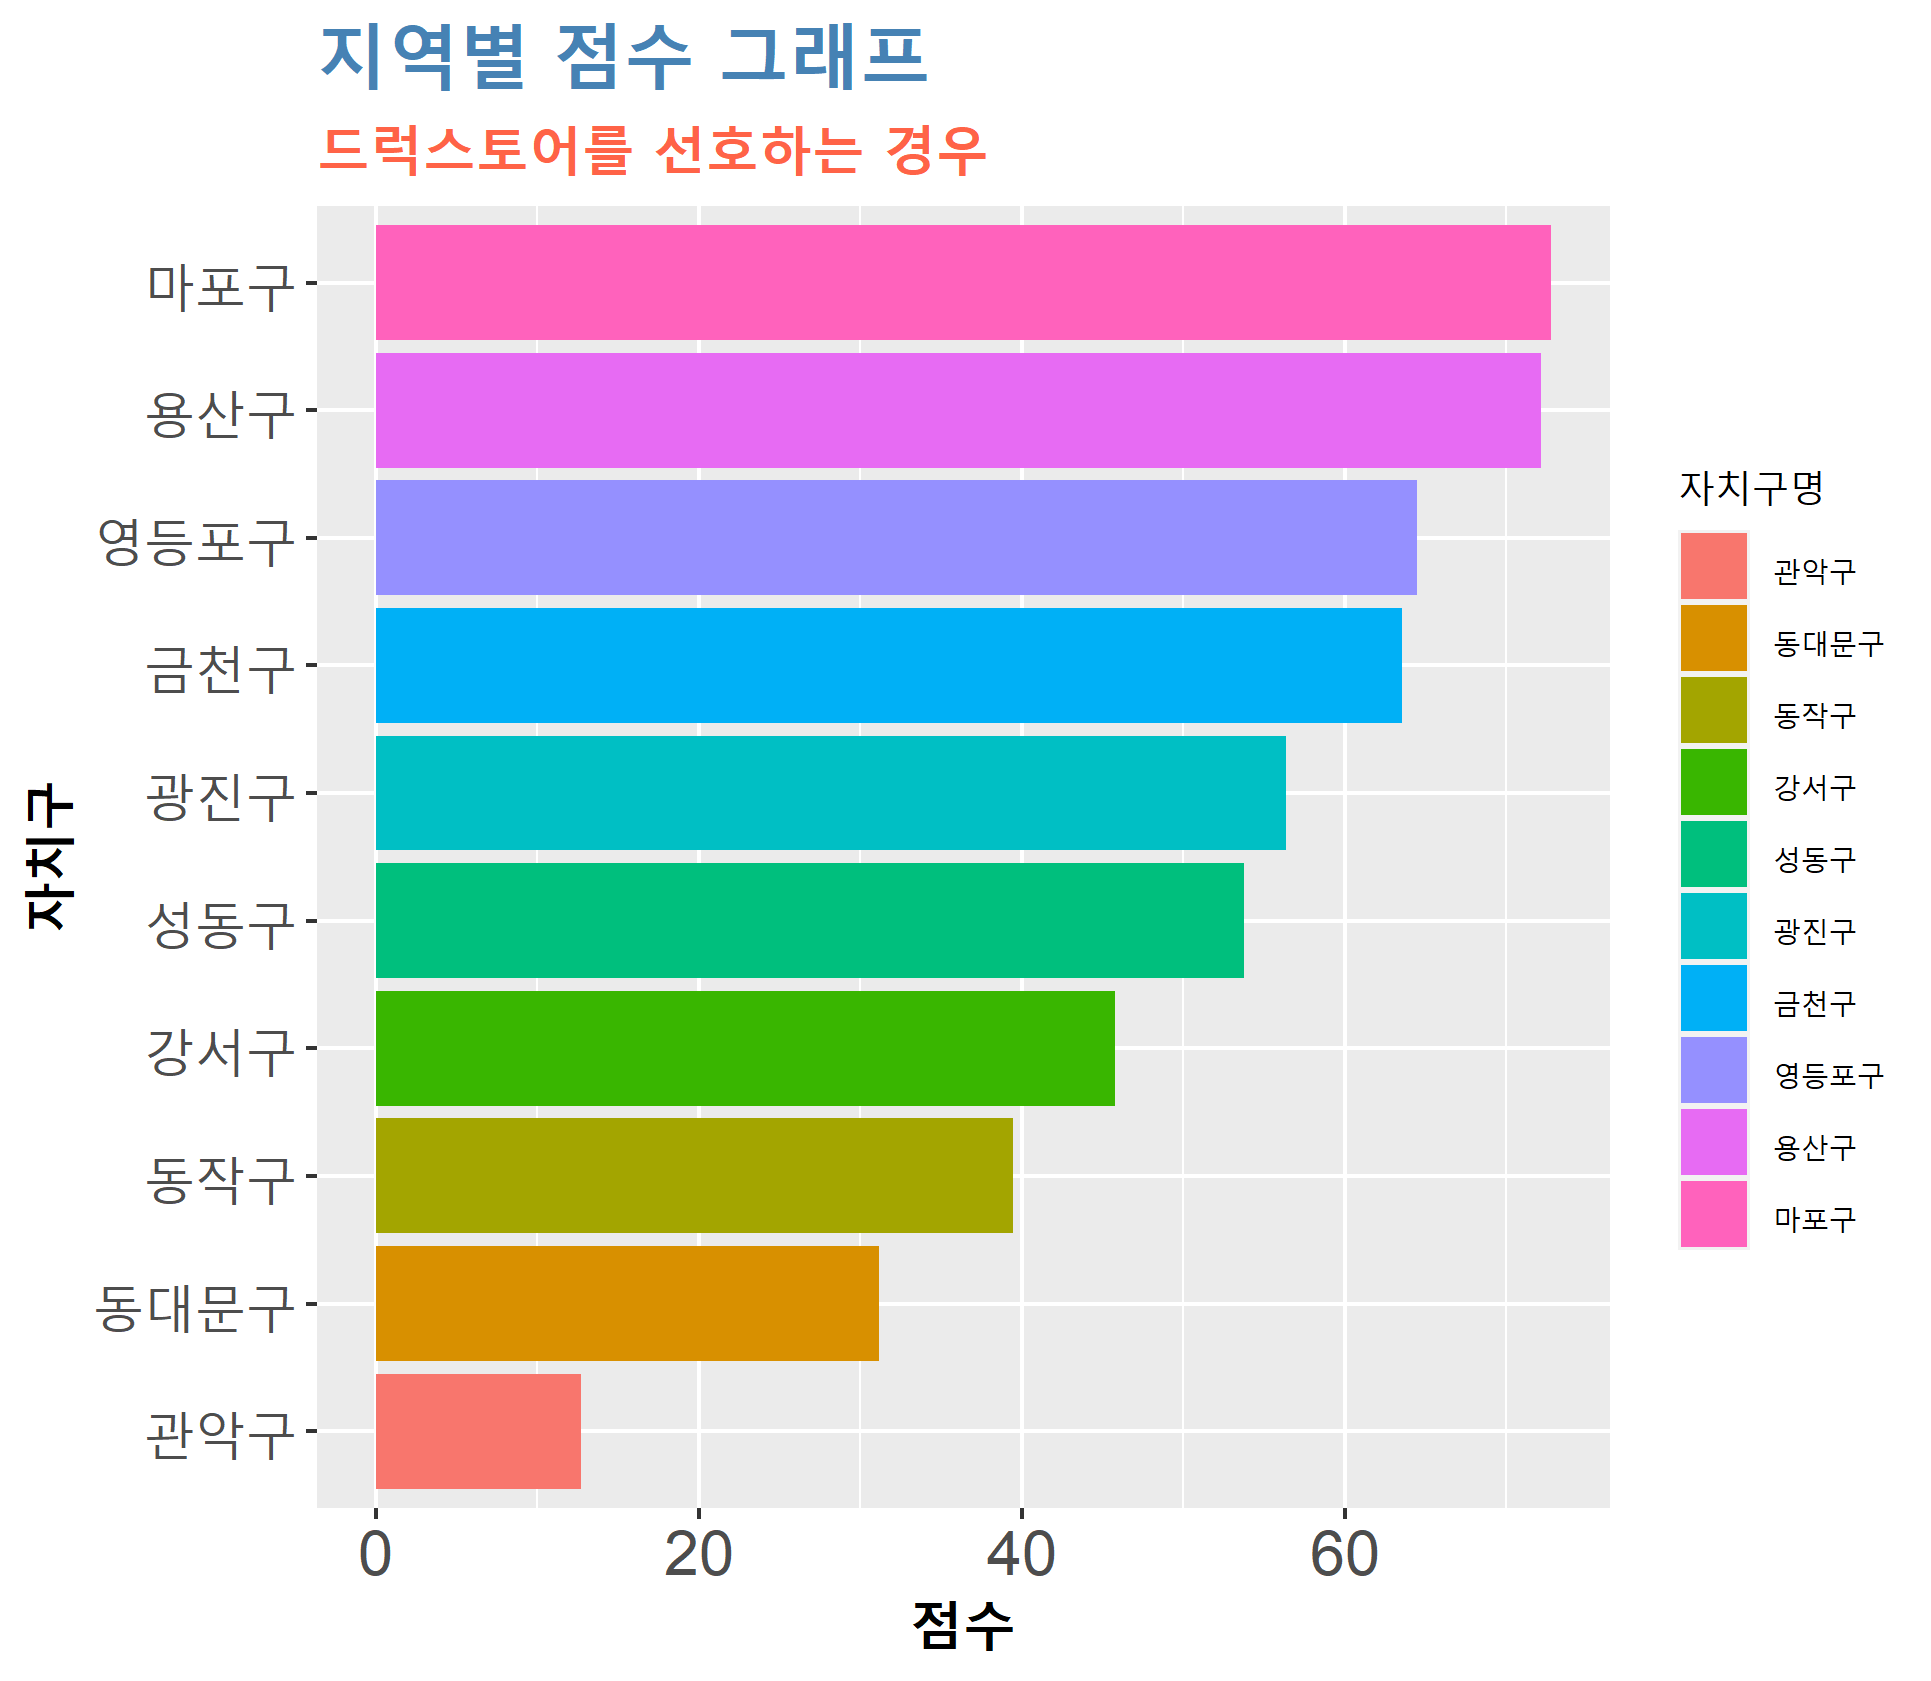 지역별 점수 그래프
드럭스토어를 선호하는 경우
자치구
마포구
용산구
영등포구
금천구
광진구
성동구
강서구
동작구
동대문구
관악구
0 20 40 60
점수
자치구명
관악구
동대문구
동작구
강서구
성동구
광진구
금천구
영등포구
용산구
마포구